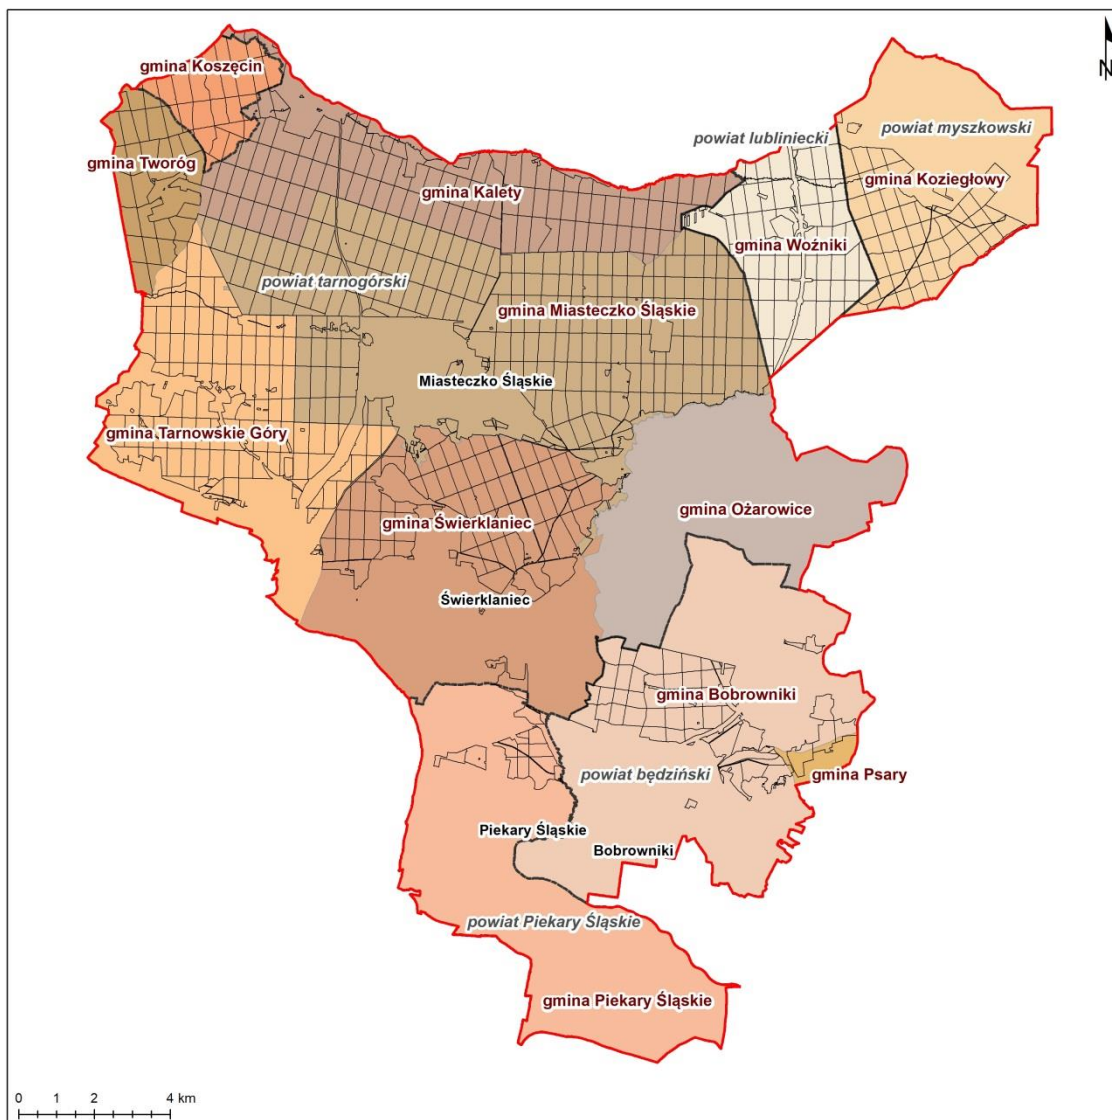 N
gmina Koszęcin
powiat lubliniecki
powiat myszkowski
gmina Tworóg
gmina Kalety
gmina Koziegłowy
gmina Woźniki
powiat tarnogórski
gmina Miasteczko Śląskie
Miasteczko Śląskie
gmina Tarnowskie Góry
gmina Ożarowice
gmina Świerklaniec
Świerklaniec
gmina Bobrowniki
powiat będziński
gmina Psary
Piekary Śląskie
Bobrowniki
powiat Piekary Śląskie
gmina Piekary Śląskie
0 1 2 4 km